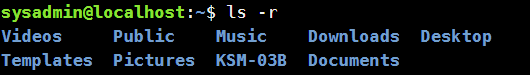 sysadmin@localhost:~$ ls -r
Videos Public Music Downloads Desktop
Templates Pictures KSM-03B Documents